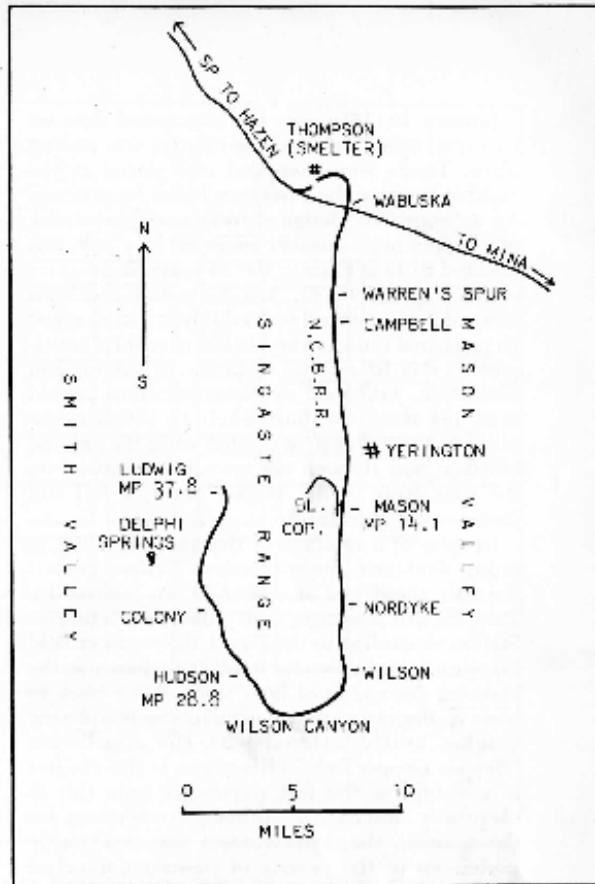 SP TO HAZEN
THOMPSON
(SMELTER)
WABUSKA
TO MINA
N
S
WARREN'S SPUR
CAMPBELL
SINGATSE RANGE
N.C.B.R.R.
MASON VALLEY
SMITH VALLEY
YERINGTON
LUDWIG
MP 37.8
BL.
COP.
MASON
MP 14.1
DELPHI
SPRINGS
COLONY
NORDYKE
HUDSON
MP 28.8
WILSON
WILSON CANYON
0 5 10
MILES